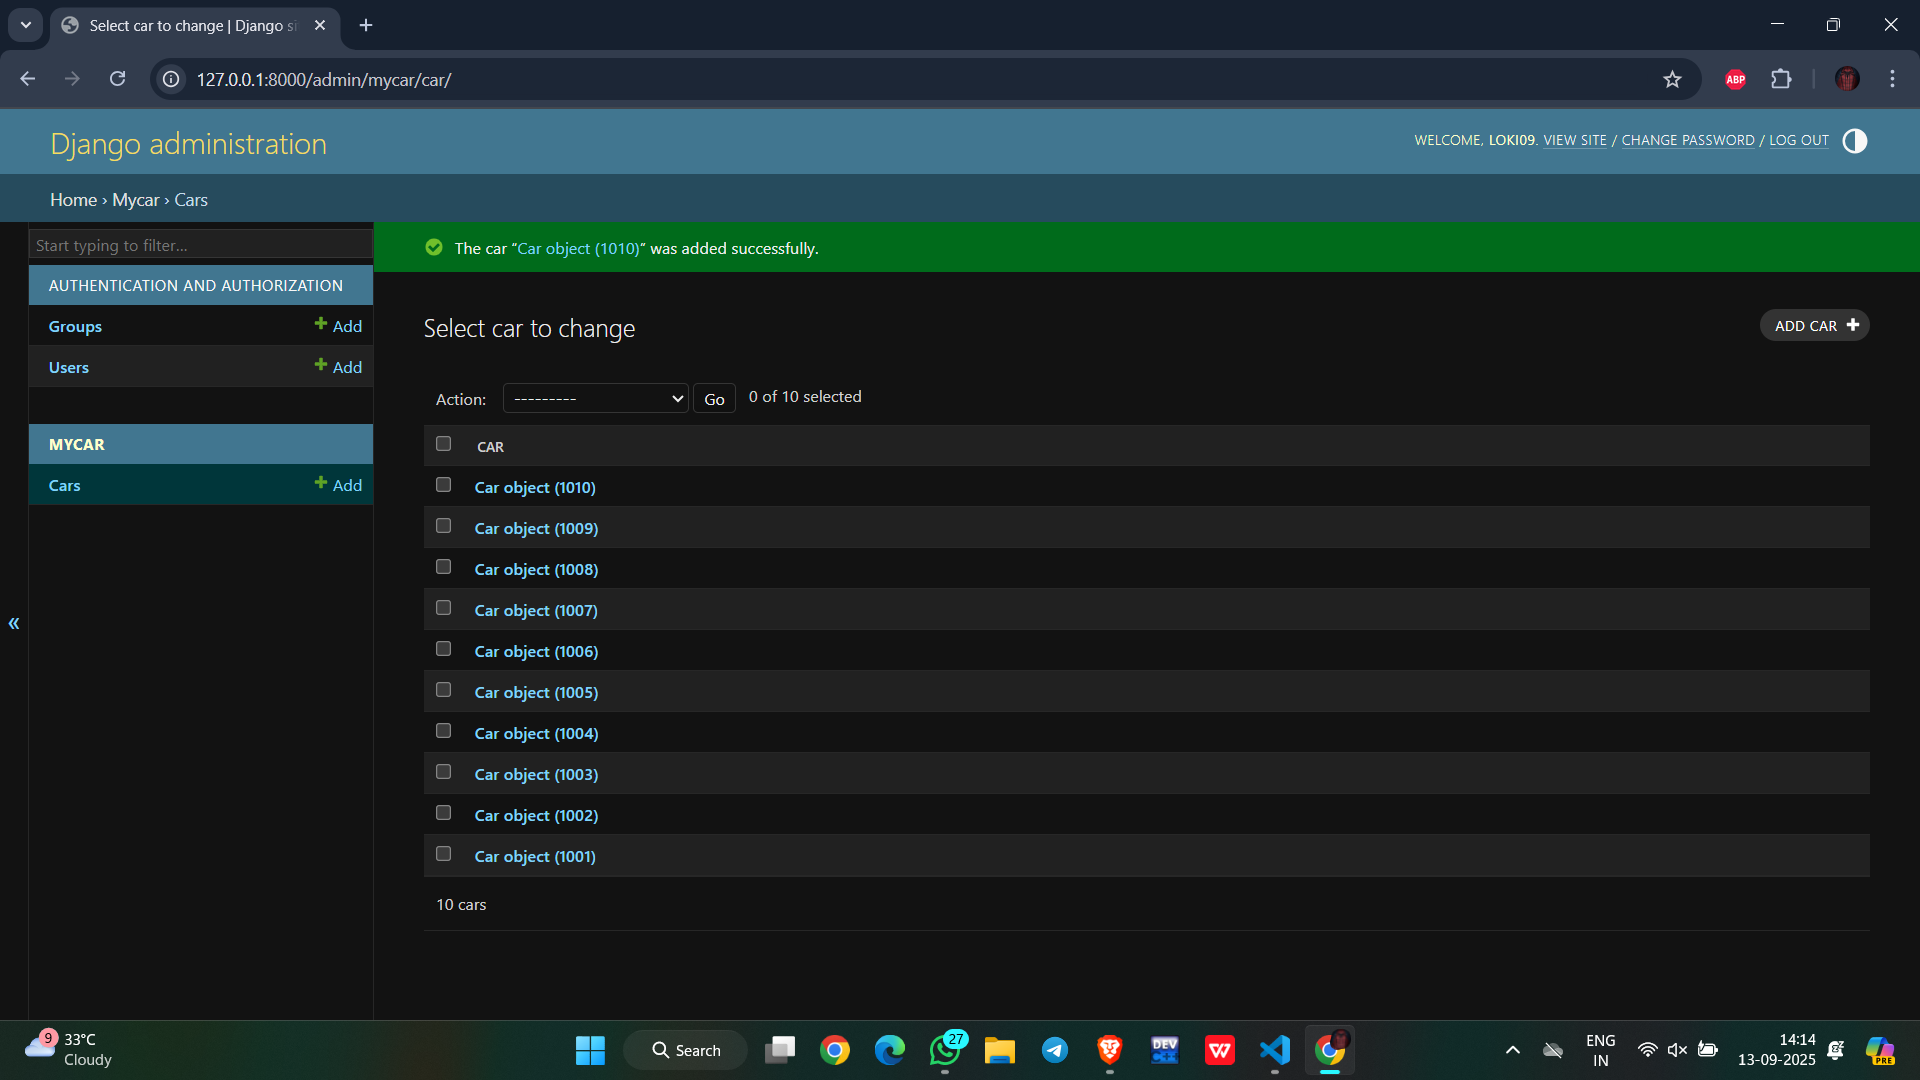 Select car to change | Django si
127.0.0.1:8000/admin/mycar/car/
ABP
Django administration
WELCOME, LOKI09. VIEW SITE / CHANGE PASSWORD / LOG OUT
Home › Mycar › Cars
Start typing to filter...
The car “Car object (1010)” was added successfully.
AUTHENTICATION AND AUTHORIZATION
Groups + Add
Users + Add
MYCAR
Cars + Add
Select car to change
ADD CAR +
Action: --------- Go 0 of 10 selected
CAR
Car object (1010)
Car object (1009)
Car object (1008)
Car object (1007)
Car object (1006)
Car object (1005)
Car object (1004)
Car object (1003)
Car object (1002)
Car object (1001)
10 cars
«
9
33°C
Cloudy
Search
27
DEV
C++
W
ENG
IN
14:14
13-09-2025
PRE